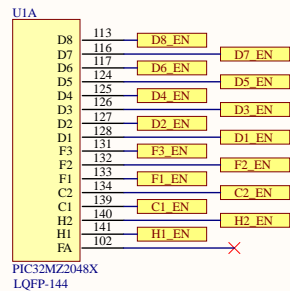 U1A
D8 113 D8_EN
D7 116 D7_EN
D6 117 D6_EN
D5 124 D5_EN
D4 125 D4_EN
D3 126 D3_EN
D2 127 D2_EN
D1 128 D1_EN
F3 131 F3_EN
F2 132 F2_EN
F1 133 F1_EN
C2 134 C2_EN
C1 139 C1_EN
H2 140 H2_EN
H1 141 H1_EN
FA 102
PIC32MZ2048X
LQFP-144